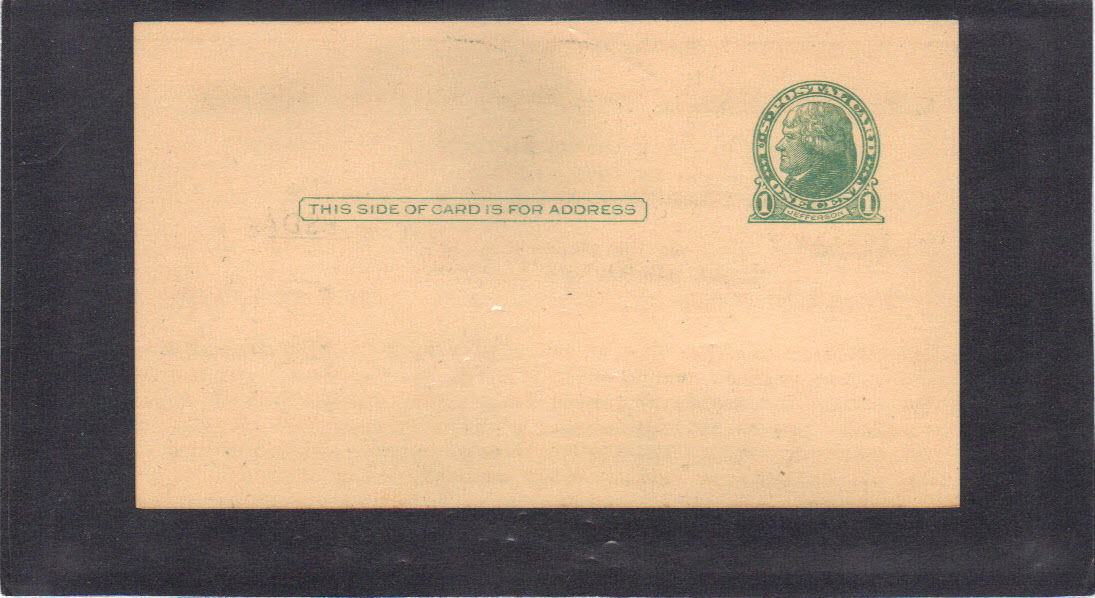 U.S. POSTAL CARD
ONE CENT
1 JEFFERSON 1
THIS SIDE OF CARD IS FOR ADDRESS